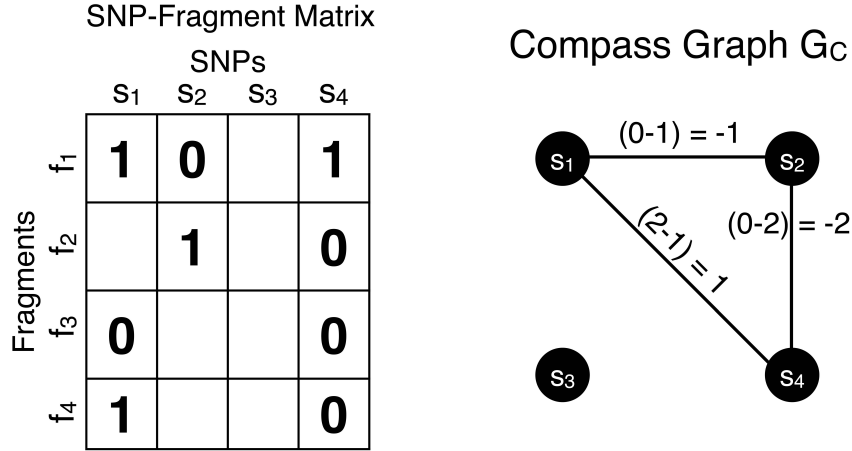 SNP-Fragment Matrix
SNPs
s1 s2 s3 s4
Fragments
f1 1 0 1
f2 1 0
f3 0 0
f4 1 0
Compass Graph GC
(0-1) = -1
s1 s2
(2-1) = 1
(0-2) = -2
s3 s4